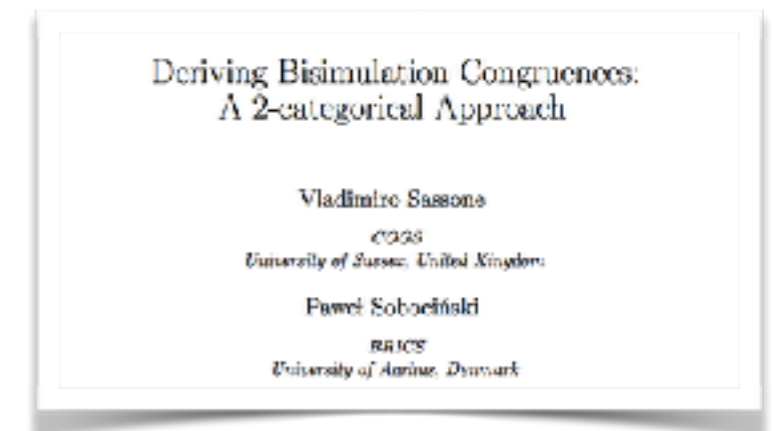 Deriving Bisimulation Congruences:
A 2-categorical Approach
Vladimiro Sassone
COGS
University of Sussex, United Kingdom
Paweł Sobociński
BRICS
University of Aarhus, Denmark